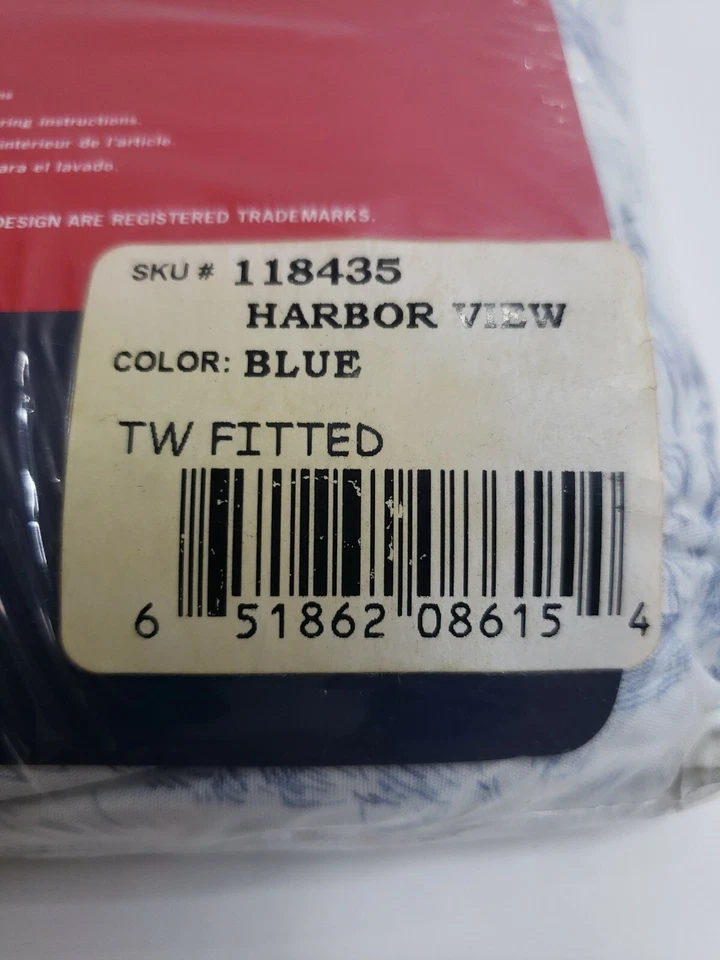 ring instructions.
interieur de l'article.
ara el lavado.
DESIGN ARE REGISTERED TRADEMARKS.
SKU # 118435
HARBOR VIEW
COLOR: BLUE
TW FITTED
6 51862 08615 4